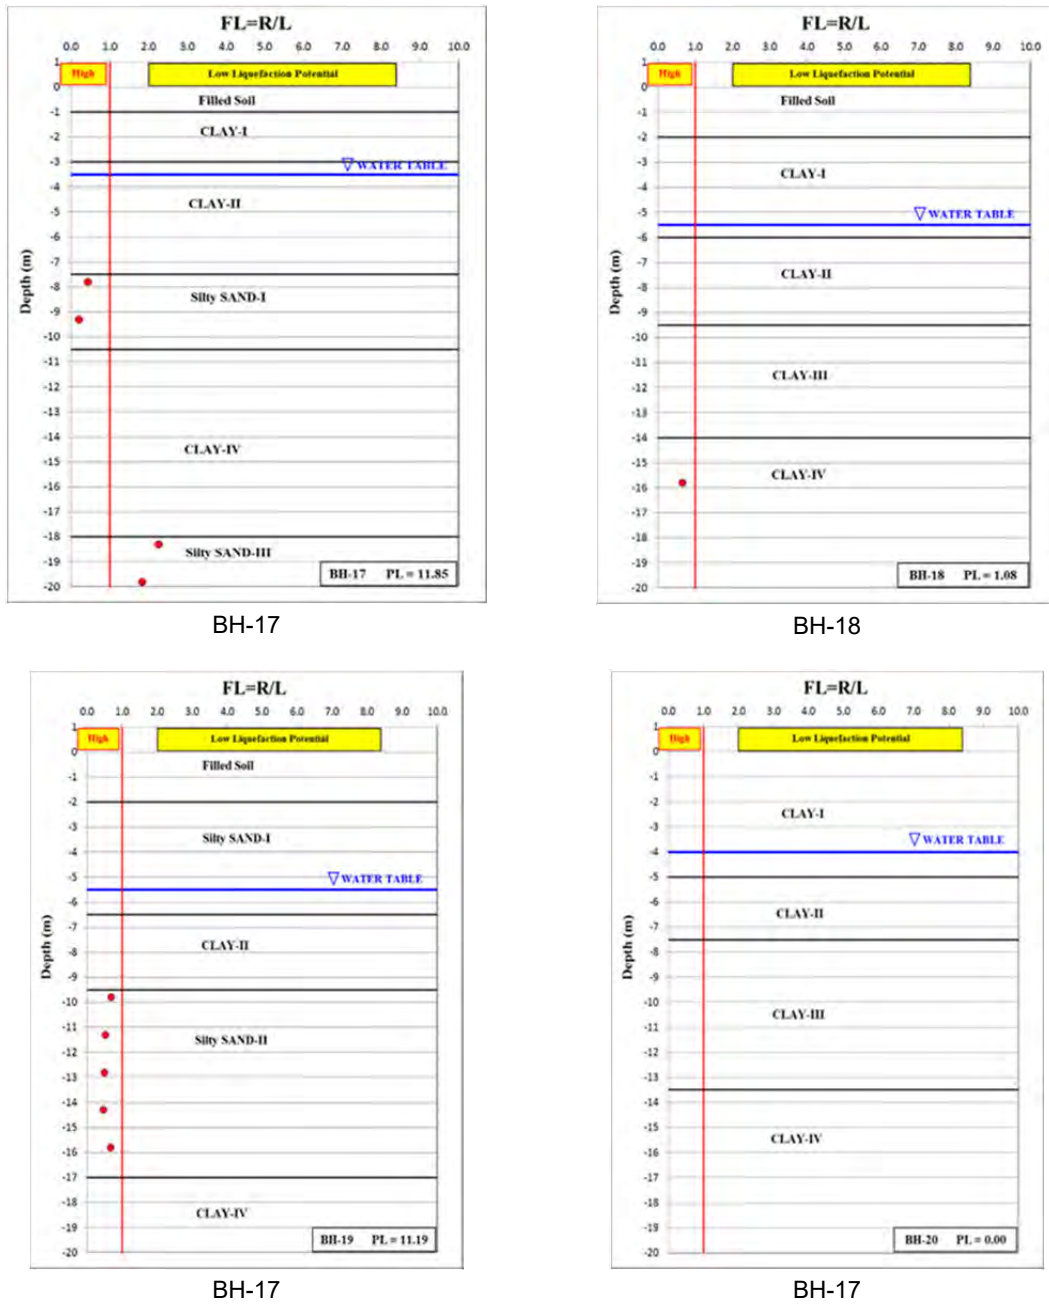 FL=R/L
0.0 1.0 2.0 3.0 4.0 5.0 6.0 7.0 8.0 9.0 10.0
1
High Low Liquefaction Potential
0
Filled Soil
-1
CLAY-I
-2
-3
WATER TABLE
-4
CLAY-II
-5
-6
-7
-8
Silty SAND-I
-9
-10
-11
-12
-13
-14
CLAY-IV
-15
-16
-17
-18
Silty SAND-III
-19
BH-17 PL = 11.85
-20
Depth (m)
BH-17
FL=R/L
0.0 1.0 2.0 3.0 4.0 5.0 6.0 7.0 8.0 9.0 10.0
1
High Low Liquefaction Potential
0
Filled Soil
-1
-2
-3
CLAY-I
-4
-5
WATER TABLE
-6
-7
CLAY-II
-8
-9
-10
-11
CLAY-III
-12
-13
-14
-15
CLAY-IV
-16
-17
-18
-19
BH-18 PL = 1.08
-20
Depth (m)
BH-18
FL=R/L
0.0 1.0 2.0 3.0 4.0 5.0 6.0 7.0 8.0 9.0 10.0
1
High Low Liquefaction Potential
0
Filled Soil
-1
-2
-3
Silty SAND-I
-4
-5
WATER TABLE
-6
-7
CLAY-II
-8
-9
-10
-11
Silty SAND-II
-12
-13
-14
-15
-16
-17
-18
CLAY-IV
-19
BH-19 PL = 11.19
-20
Depth (m)
BH-17
FL=R/L
0.0 1.0 2.0 3.0 4.0 5.0 6.0 7.0 8.0 9.0 10.0
1
High Low Liquefaction Potential
0
-1
-2
CLAY-I
-3
WATER TABLE
-4
-5
-6
CLAY-II
-7
-8
-9
-10
CLAY-III
-11
-12
-13
-14
-15
CLAY-IV
-16
-17
-18
-19
BH-20 PL = 0.00
-20
Depth (m)
BH-17